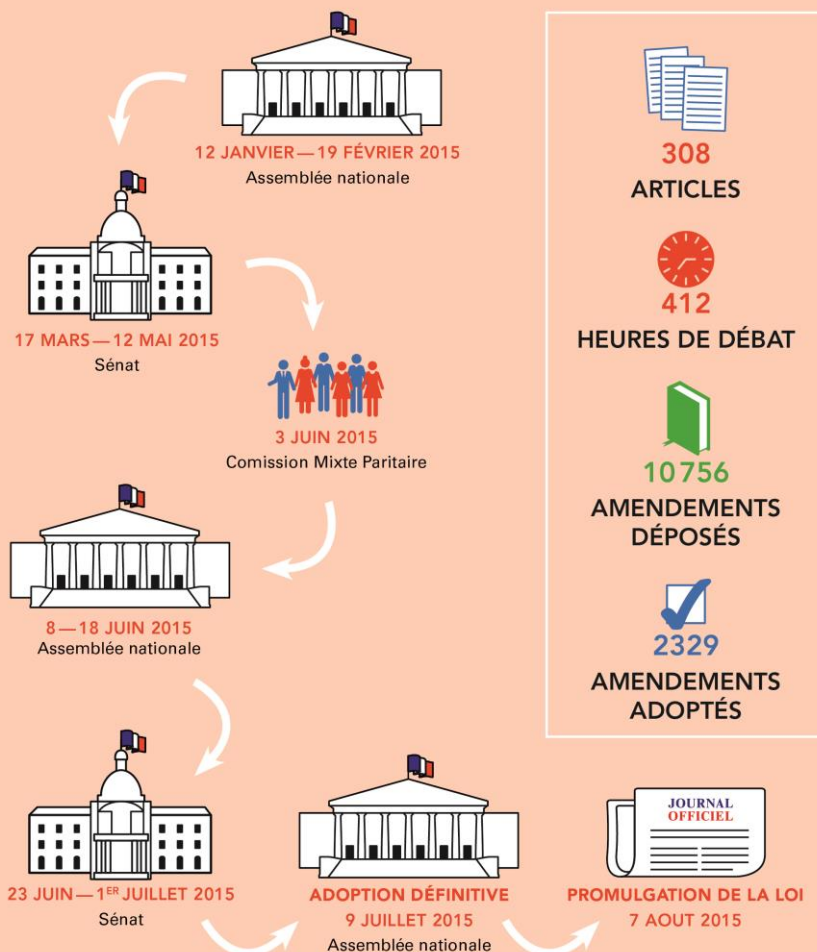 12 JANVIER — 19 FÉVRIER 2015
Assemblée nationale
17 MARS — 12 MAI 2015
Sénat
3 JUIN 2015
Comission Mixte Paritaire
8 — 18 JUIN 2015
Assemblée nationale
23 JUIN — 1ER JUILLET 2015
Sénat
ADOPTION DÉFINITIVE
9 JUILLET 2015
Assemblée nationale
JOURNAL
OFFICIEL
PROMULGATION DE LA LOI
7 AOUT 2015
308
ARTICLES
412
HEURES DE DÉBAT
10 756
AMENDEMENTS
DÉPOSÉS
2329
AMENDEMENTS
ADOPTÉS